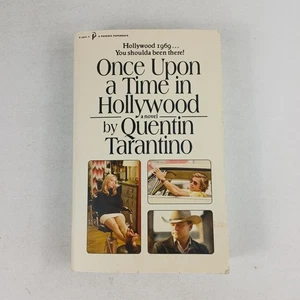 Hollywood 1969...
You shoulda been there!
Once Upon
a Time in
Hollywood
a novel
by Quentin
Tarantino